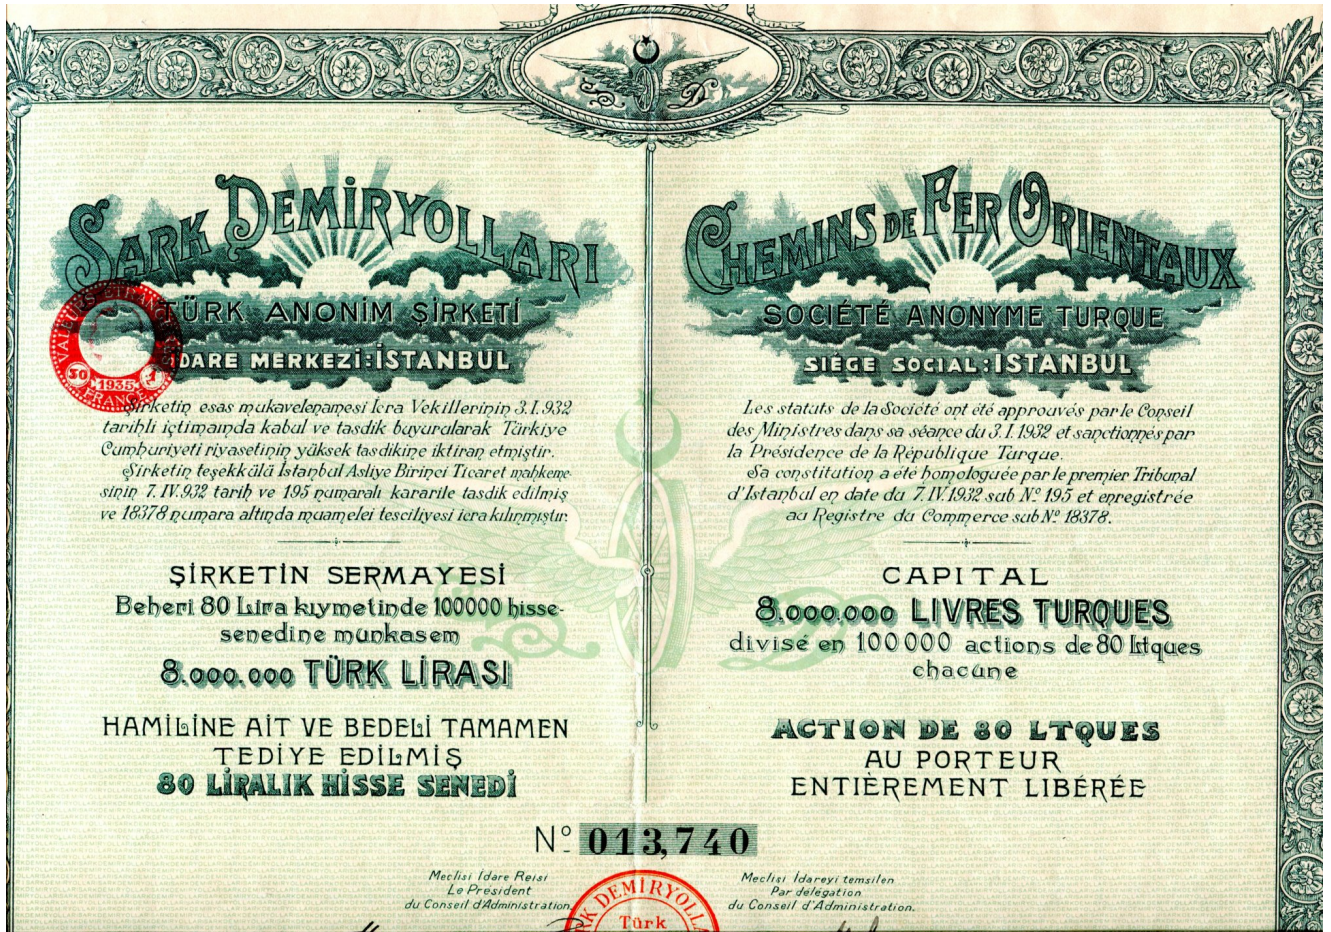 ŞARK DEMİRYOLLARI
TÜRK ANONİM ŞİRKETİ
İDARE MERKEZİ: İSTANBUL
VALEURS ETRANGÈRES
50
1935
1
FRANCE
Şirketin esas mukavelenamesi İcra Vekillerinin 3.I.932
tarihli içtimaında kabul ve tasdik buyurularak Türkiye
Cumhuriyeti riyasetinin yüksek tasdikine iktiran etmiştir.
Şirketin teşekkülü İstanbul Asliye Birinci Ticaret mahkeme-
sinin 7.IV.932 tarih ve 195 numaralı kararile tasdik edilmiş
ve 18378 numara altında muamelei tesciliyesi icra kılınmıştır.
ŞİRKETİN SERMAYESİ
Beheri 80 Lira kıymetinde 100000 hisse-
senedine münkasem
8.000.000 TÜRK LİRASI
HAMİLİNE AİT VE BEDELİ TAMAMEN
TEDİYE EDİLMİŞ
80 LİRALIK HİSSE SENEDİ
CHEMINS DE FER ORIENTAUX
SOCIÉTÉ ANONYME TURQUE
SIÉGE SOCIAL: ISTANBUL
Les statuts de la Société ont été approuvés par le Conseil
des Ministres dans sa séance du 3.I.1932 et sanctionnés par
la Présidence de la République Turque.
Sa constitution a été homologuée par le premier Tribunal
d'Istanbul en date du 7.IV.1932 sub Nº 195 et enregistrée
au Registre du Commerce sub Nº 18378.
CAPITAL
8.000.000 LIVRES TURQUES
divisé en 100000 actions de 80 ltques
chacune
ACTION DE 80 LTQUES
AU PORTEUR
ENTIÈREMENT LIBÉRÉE
Nº 013,740
Meclisi İdare Reisi
Le Président
du Conseil d'Administration
DEMİRYOLL
Türk
Meclisi İdareyi temsilen
Par délégation
du Conseil d'Administration.